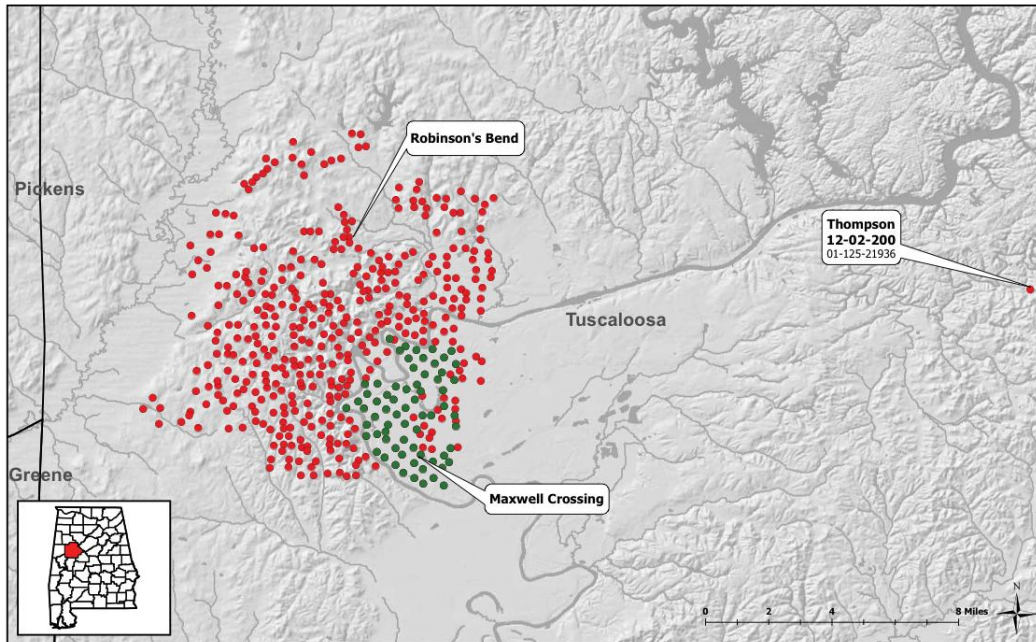 Robinson's Bend
Pickens
Thompson
12-02-200
01-125-21936
Tuscaloosa
Greene
Maxwell Crossing
N
0 2 4 8 Miles